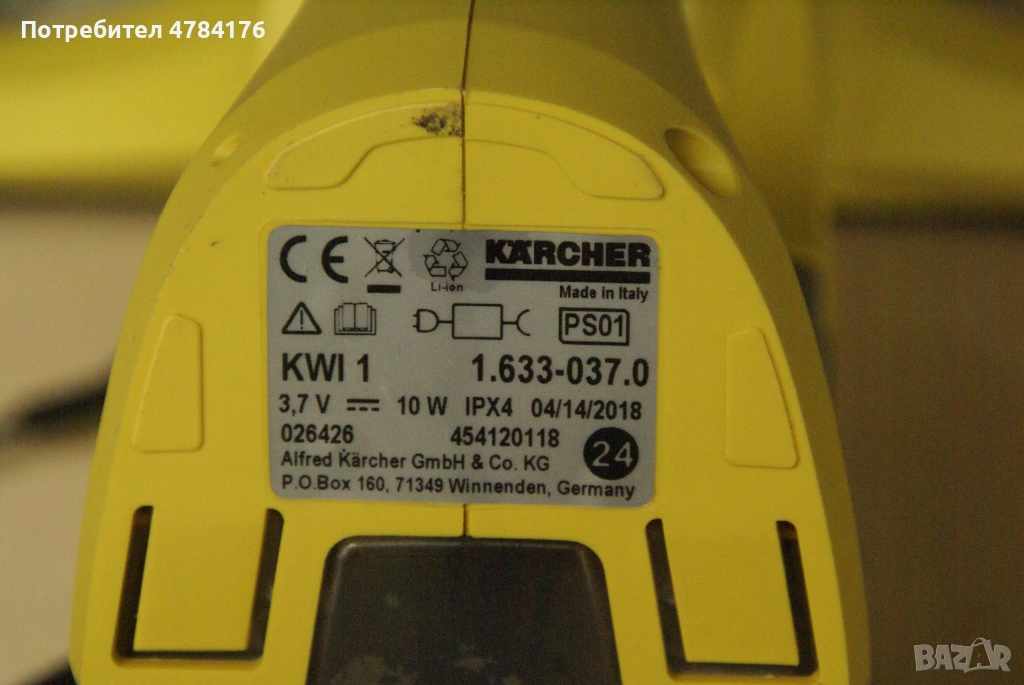 Потребител 4784176
CE
Li-ion
KÄRCHER
Made in Italy
PS01
KWI 1 1.633-037.0
3,7 V 10 W IPX4 04/14/2018
026426 454120118
24
Alfred Kärcher GmbH & Co. KG
P.O.Box 160, 71349 Winnenden, Germany
BAZAR